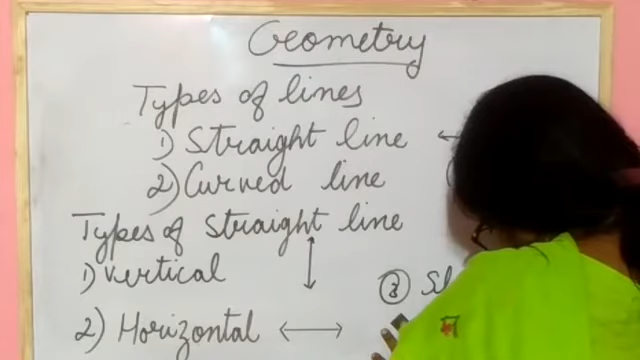 Geometry
Types of lines
1) Straight line
2) Curved line
Types of Straight line
1) Vertical
2) Horizontal
3